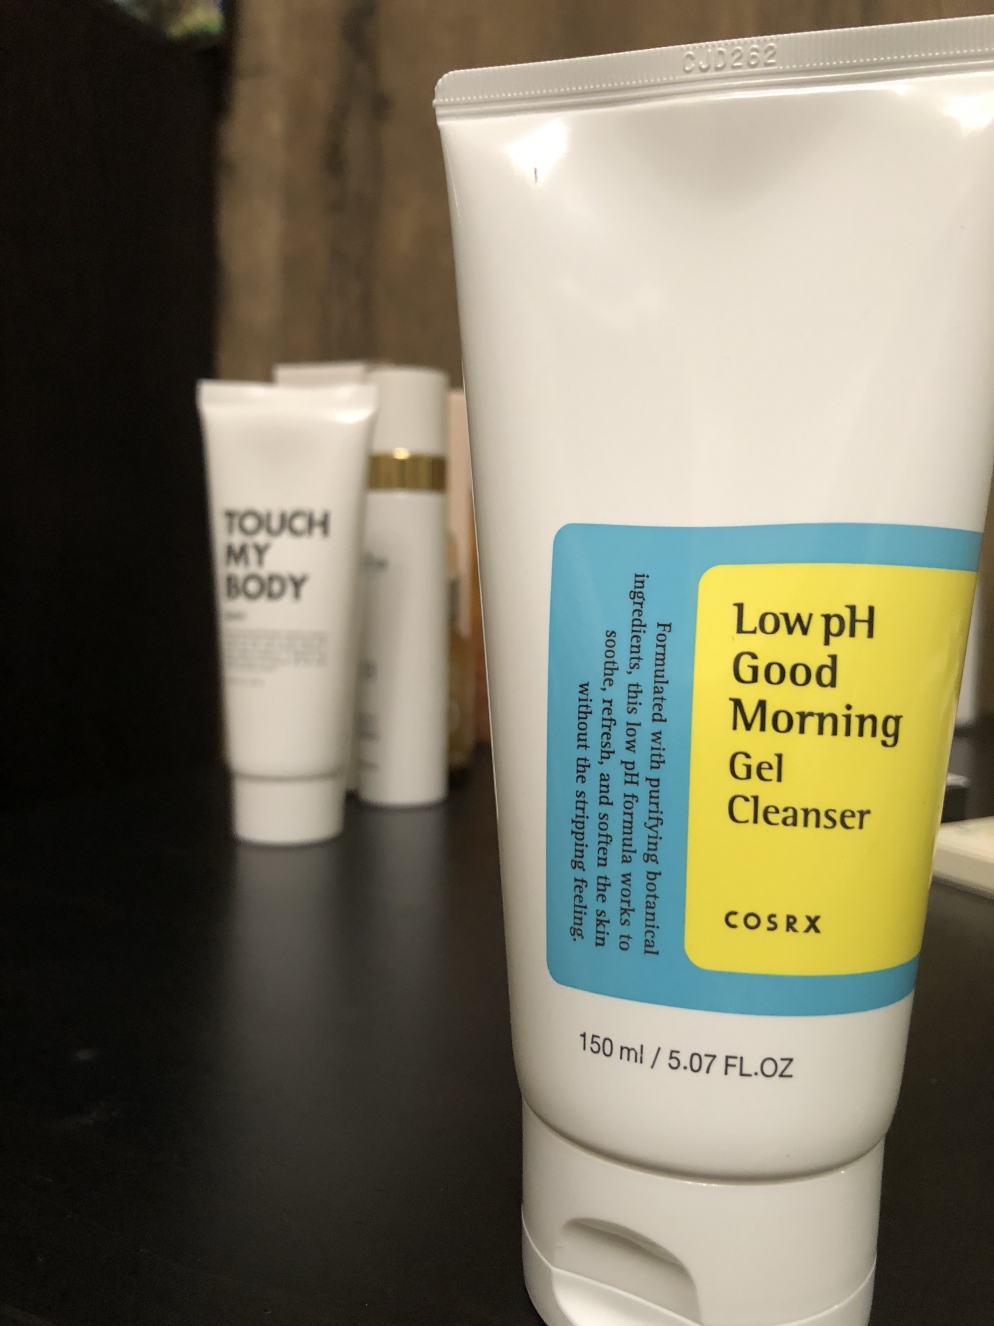 CJD262
TOUCH
MY
BODY
Formulated with purifying botanical
ingredients, this low pH formula works to
soothe, refresh, and soften the skin
without the stripping feeling.
Low pH
Good
Morning
Gel
Cleanser
COSRX
150 ml / 5.07 FL.OZ